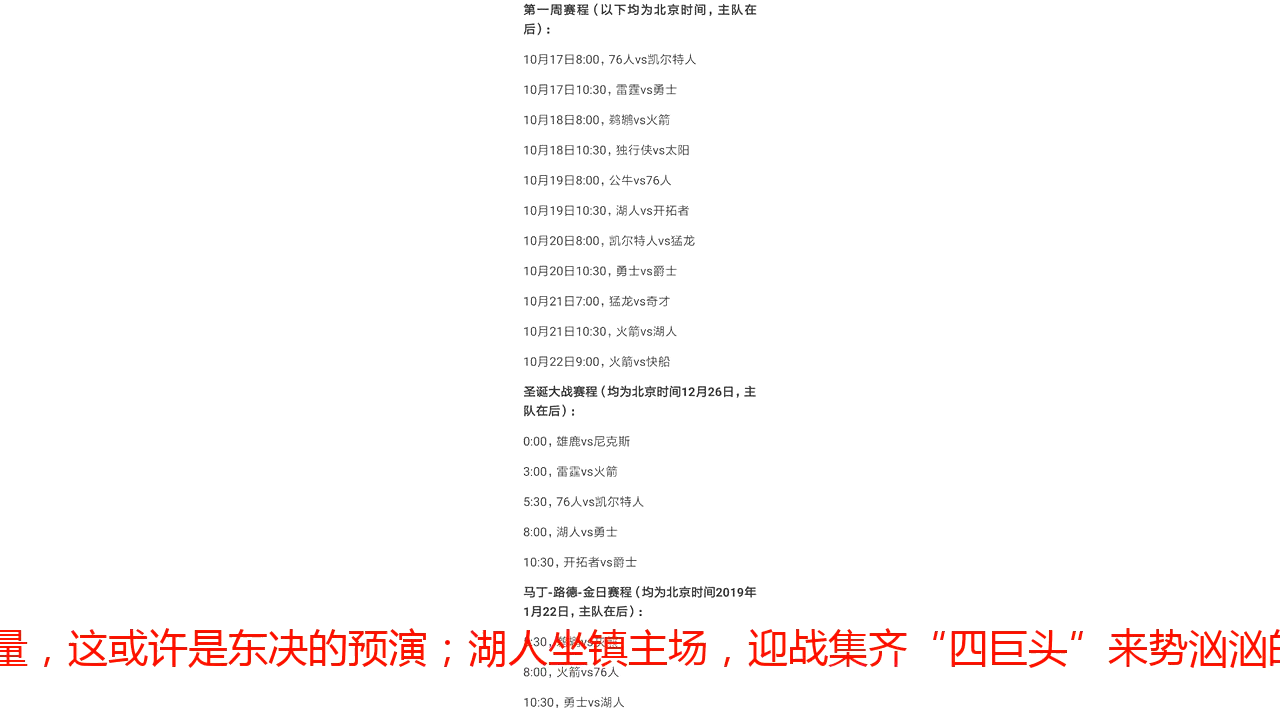 第一周赛程（以下均为北京时间，主队在
后）：
10月17日8:00，76人vs凯尔特人
10月17日10:30，雷霆vs勇士
10月18日8:00，鹈鹕vs火箭
10月18日10:30，独行侠vs太阳
10月19日8:00，公牛vs76人
10月19日10:30，湖人vs开拓者
10月20日8:00，凯尔特人vs猛龙
10月20日10:30，勇士vs爵士
10月21日7:00，猛龙vs奇才
10月21日10:30，火箭vs湖人
10月22日9:00，火箭vs快船
圣诞大战赛程（均为北京时间12月26日，主
队在后）：
0:00，雄鹿vs尼克斯
3:00，雷霆vs火箭
5:30，76人vs凯尔特人
8:00，湖人vs勇士
10:30，开拓者vs爵士
马丁-路德-金日赛程（均为北京时间2019年
1月22日，主队在后）：
量，这或许是东决的预演；湖人坐镇主场，迎战集齐“四巨头”来势汹汹的
8:00，火箭vs76人
10:30，勇士vs湖人